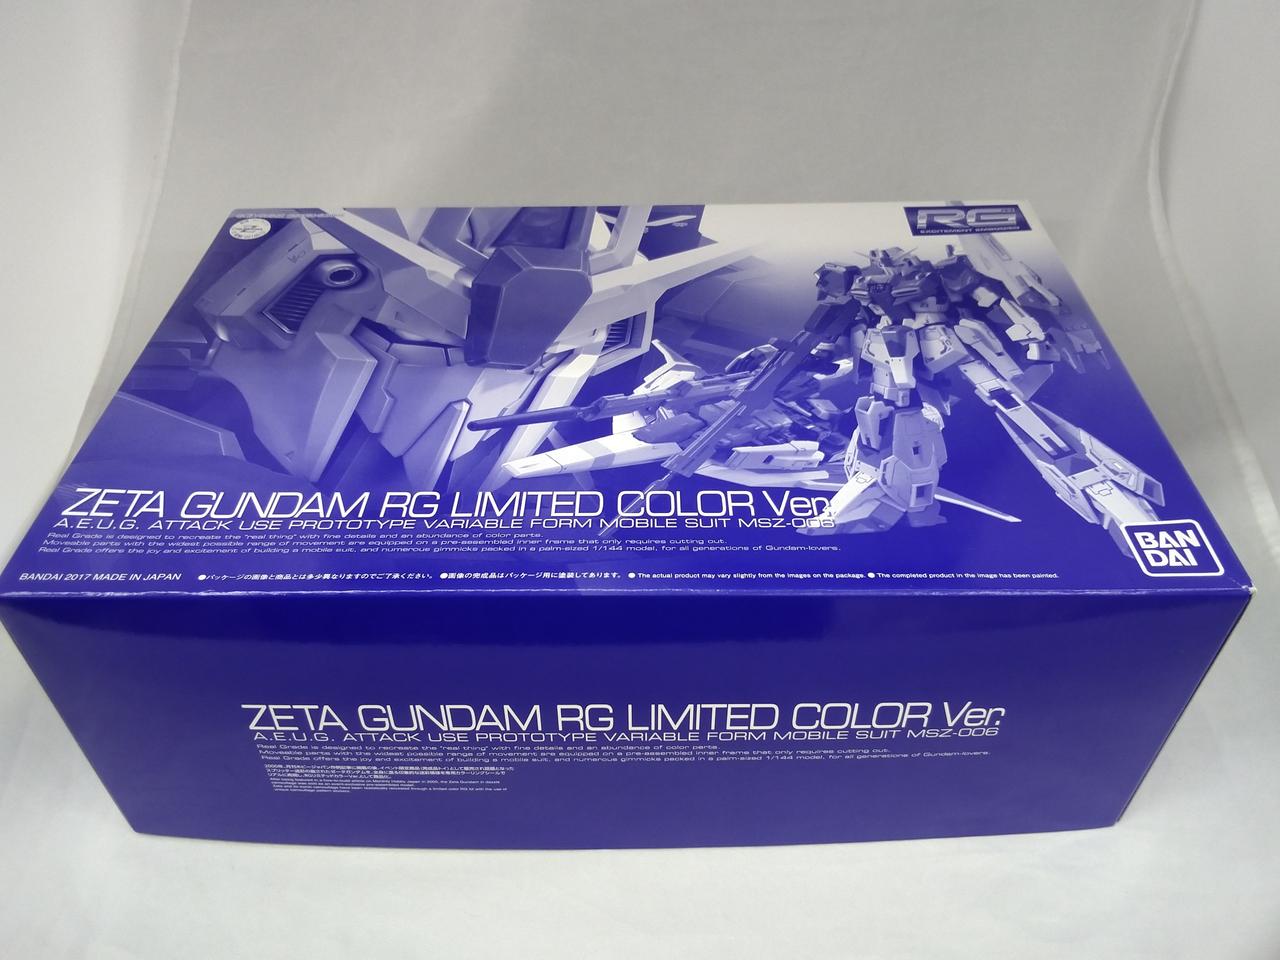 RG
EXCITEMENT EMBODIED
ZETA GUNDAM RG LIMITED COLOR Ver.
A.E.U.G. ATTACK USE PROTOTYPE VARIABLE FORM MOBILE SUIT MSZ-006
Real Grade is designed to recreate the "real thing" with fine details and an abundance of color parts.
Moveable parts with the widest possible range of movement are equipped on a pre-assembled inner frame that only requires cutting out.
Real Grade offers the joy and excitement of building a mobile suit, and numerous gimmicks packed in a palm-sized 1/144 model, for all generations of Gundam-lovers.
BAN
DAI
BANDAI 2017 MADE IN JAPAN ●パッケージの画像と商品とは多少異なりますのでご了承ください。 ●画像の完成品はパッケージ用に塗装してあります。 ● The actual product may vary slightly from the images on the package. ● The completed product in the image has been painted.
ZETA GUNDAM RG LIMITED COLOR Ver.
A.E.U.G. ATTACK USE PROTOTYPE VARIABLE FORM MOBILE SUIT MSZ-006
Real Grade is designed to recreate the "real thing" with fine details and an abundance of color parts.
Moveable parts with the widest possible range of movement are equipped on a pre-assembled inner frame that only requires cutting out.
Real Grade offers the joy and excitement of building a mobile suit, and numerous gimmicks packed in a palm-sized 1/144 model, for all generations of Gundam-lovers.